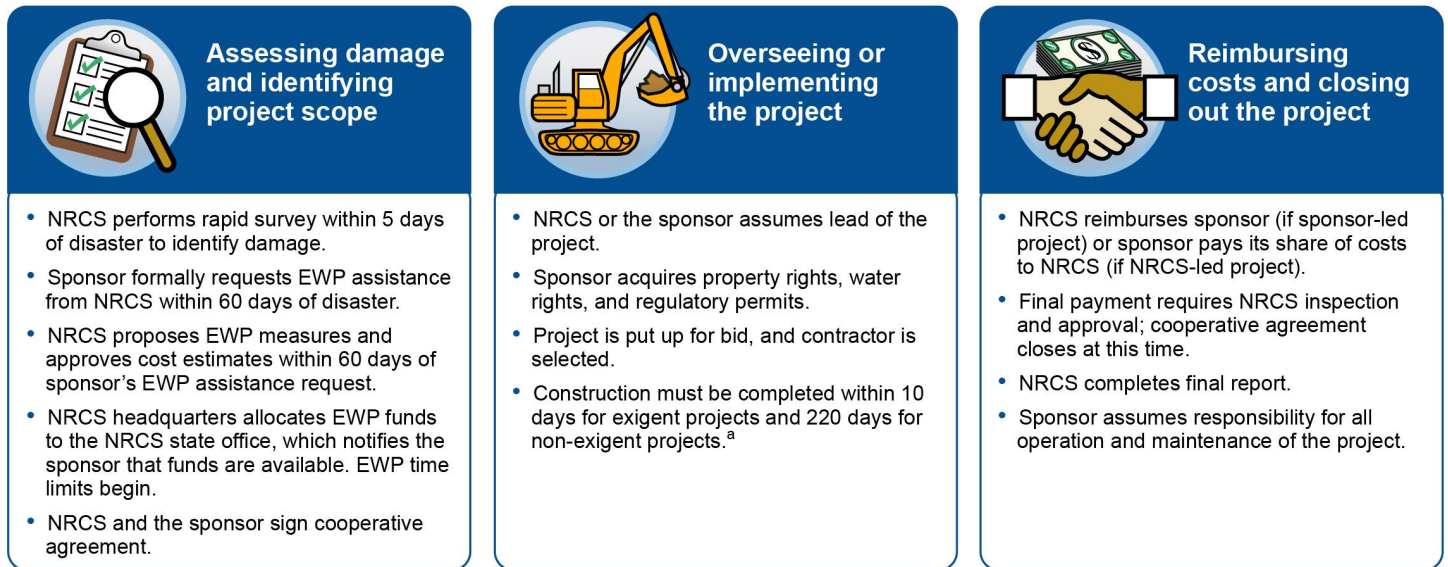 Assessing damage
and identifying
project scope
• NRCS performs rapid survey within 5 days
of disaster to identify damage.
• Sponsor formally requests EWP assistance
from NRCS within 60 days of disaster.
• NRCS proposes EWP measures and
approves cost estimates within 60 days of
sponsor’s EWP assistance request.
• NRCS headquarters allocates EWP funds
to the NRCS state office, which notifies the
sponsor that funds are available. EWP time
limits begin.
• NRCS and the sponsor sign cooperative
agreement.
Overseeing or
implementing
the project
• NRCS or the sponsor assumes lead of the
project.
• Sponsor acquires property rights, water
rights, and regulatory permits.
• Project is put up for bid, and contractor is
selected.
• Construction must be completed within 10
days for exigent projects and 220 days for
non-exigent projects.ª
$
Reimbursing
costs and closing
out the project
• NRCS reimburses sponsor (if sponsor-led
project) or sponsor pays its share of costs
to NRCS (if NRCS-led project).
• Final payment requires NRCS inspection
and approval; cooperative agreement
closes at this time.
• NRCS completes final report.
• Sponsor assumes responsibility for all
operation and maintenance of the project.